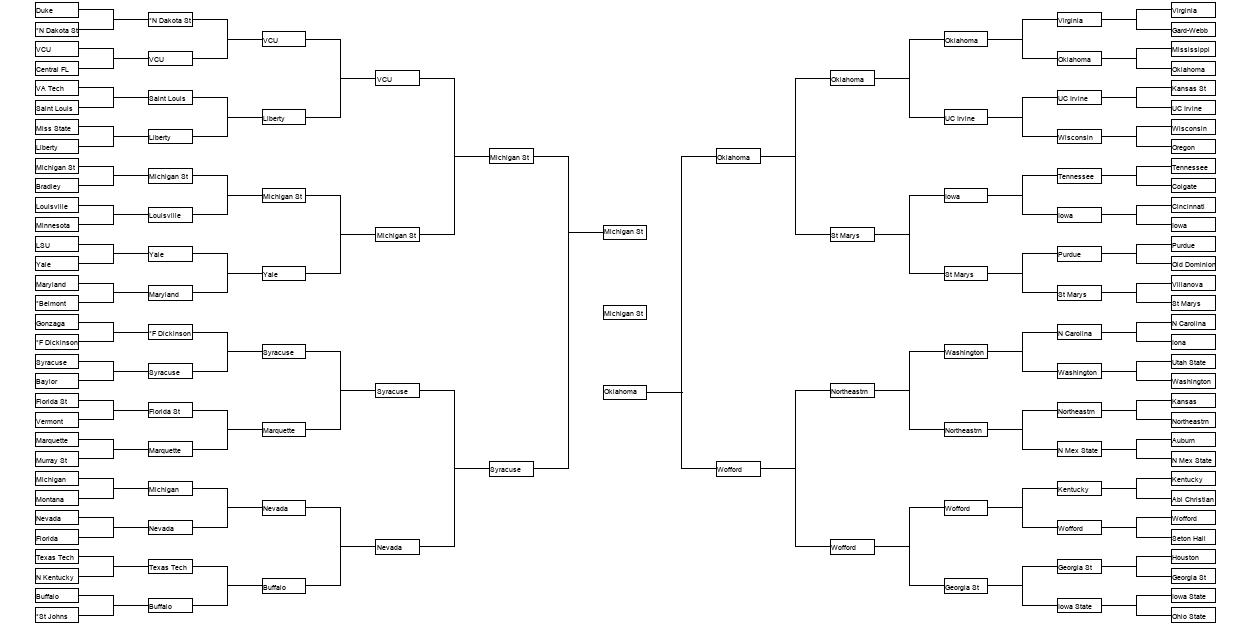 Duke
*N Dakota St
VCU
Central FL
VA Tech
Saint Louis
Miss State
Liberty
Michigan St
Bradley
Louisville
Minnesota
LSU
Yale
Maryland
*Belmont
Gonzaga
*F Dickinson
Syracuse
Baylor
Florida St
Vermont
Marquette
Murray St
Michigan
Montana
Nevada
Florida
Texas Tech
N Kentucky
Buffalo
*St Johns
*N Dakota St
VCU
Saint Louis
Liberty
Michigan St
Louisville
Yale
Maryland
*F Dickinson
Syracuse
Florida St
Marquette
Michigan
Nevada
Texas Tech
Buffalo
VCU
Liberty
Michigan St
Yale
Syracuse
Marquette
Nevada
Buffalo
VCU
Michigan St
Syracuse
Nevada
Michigan St
Syracuse
Michigan St
Michigan St
Oklahoma
Oklahoma
Wofford
Oklahoma
St Marys
Northeastrn
Wofford
Oklahoma
UC Irvine
Iowa
St Marys
Washington
Northeastrn
Wofford
Georgia St
Virginia
Oklahoma
UC Irvine
Wisconsin
Tennessee
Iowa
Purdue
St Marys
N Carolina
Washington
Northeastrn
N Mex State
Kentucky
Wofford
Georgia St
Iowa State
Virginia
Gard-Webb
Mississippi
Oklahoma
Kansas St
UC Irvine
Wisconsin
Oregon
Tennessee
Colgate
Cincinnati
Iowa
Purdue
Old Dominion
Villanova
St Marys
N Carolina
Iona
Utah State
Washington
Kansas
Northeastrn
Auburn
N Mex State
Kentucky
Abl Christian
Wofford
Seton Hall
Houston
Georgia St
Iowa State
Ohio State